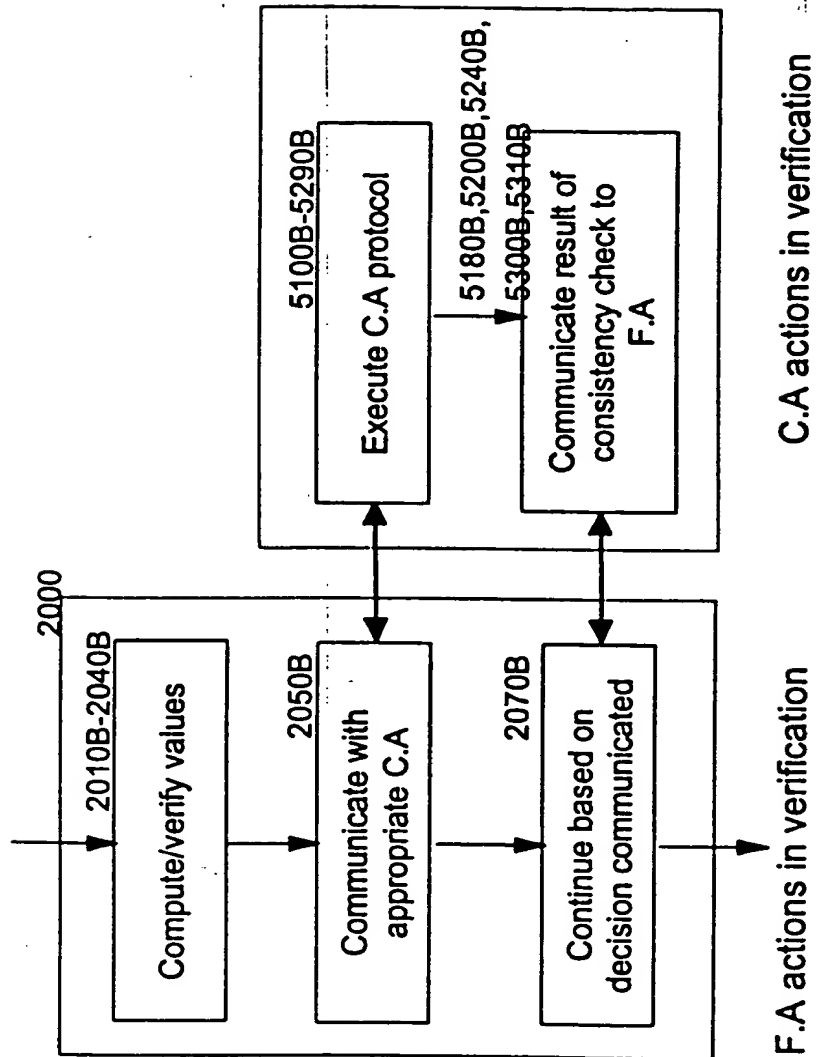 2000
2010B-2040B
Compute/verify values
2050B
Communicate with
appropriate C.A
2070B
Continue based on
decision communicated
F.A actions in verification
5100B-5290B
Execute C.A protocol
5180B,5200B,5240B,
5300B,5310B
Communicate result of
consistency check to
F.A
C.A actions in verification